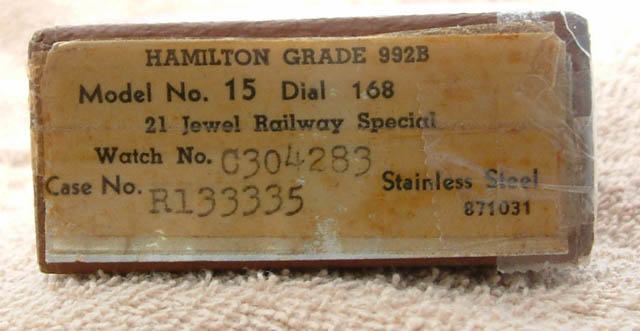 HAMILTON GRADE 992B
Model No. 15 Dial 168
21 Jewel Railway Special
Watch No. C304283
Case No. R133335 Stainless Steel
871031